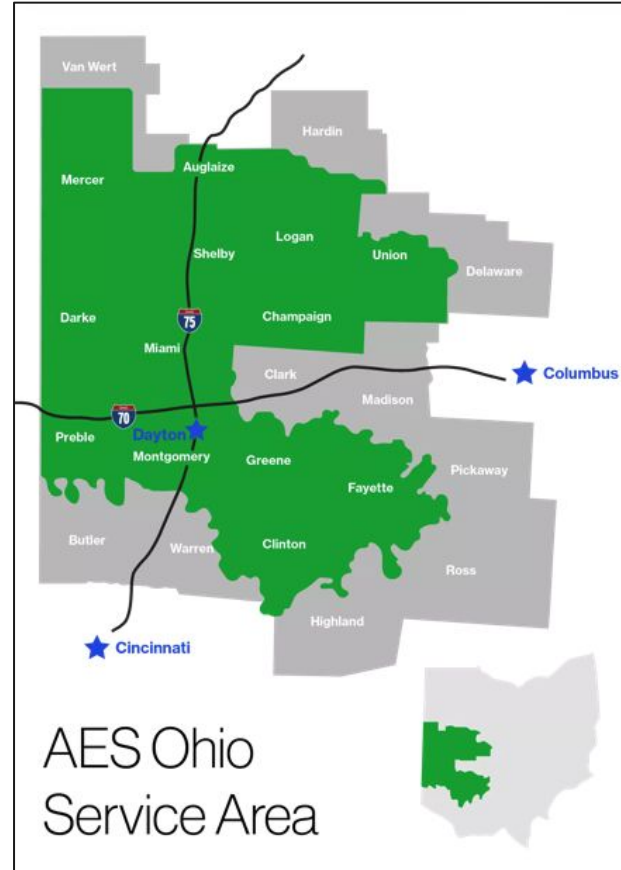 Van Wert
Hardin
Auglaize
Mercer
Logan
Shelby
Union
Delaware
Darke
75
Champaign
Miami
Clark
Columbus
Madison
70
Dayton
Preble
Montgomery
Greene
Pickaway
Fayette
Butler
Warren
Clinton
Ross
Highland
Cincinnati
AES Ohio
Service Area